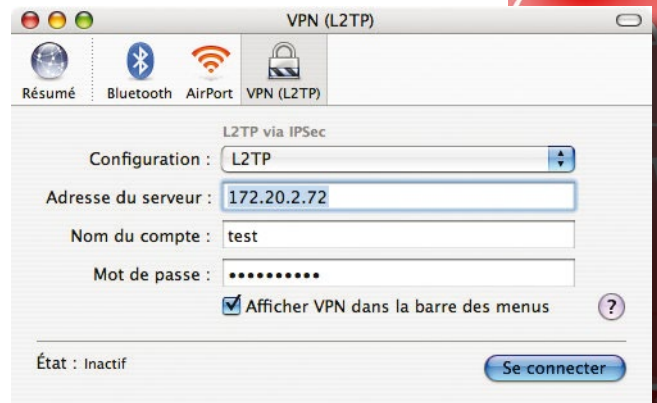 VPN (L2TP)
Résumé Bluetooth AirPort VPN (L2TP)
L2TP via IPSec
Configuration : L2TP
Adresse du serveur : 172.20.2.72
Nom du compte : test
Mot de passe : ••••••••••
Afficher VPN dans la barre des menus ?
État : Inactif Se connecter